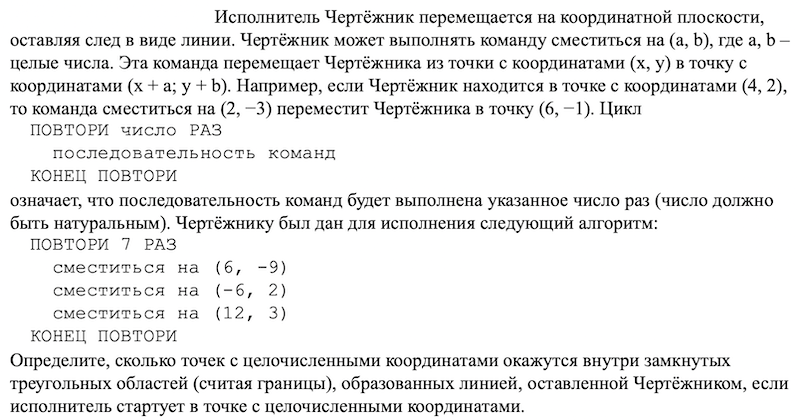 Исполнитель Чертёжник перемещается на координатной плоскости,
оставляя след в виде линии. Чертёжник может выполнять команду сместиться на (a, b), где a, b –
целые числа. Эта команда перемещает Чертёжника из точки с координатами (x, y) в точку с
координатами (x + a; y + b). Например, если Чертёжник находится в точке с координатами (4, 2),
то команда сместиться на (2, −3) переместит Чертёжника в точку (6, −1). Цикл
ПОВТОРИ число РАЗ
последовательность команд
КОНЕЦ ПОВТОРИ
означает, что последовательность команд будет выполнена указанное число раз (число должно
быть натуральным). Чертёжнику был дан для исполнения следующий алгоритм:
ПОВТОРИ 7 РАЗ
сместиться на (6, -9)
сместиться на (-6, 2)
сместиться на (12, 3)
КОНЕЦ ПОВТОРИ
Определите, сколько точек с целочисленными координатами окажутся внутри замкнутых
треугольных областей (считая границы), образованных линией, оставленной Чертёжником, если
исполнитель стартует в точке с целочисленными координатами.